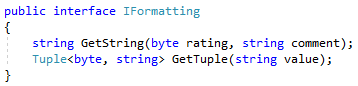 public interface IFormatting
{
    string GetString(byte rating, string comment);
    Tuple<byte, string> GetTuple(string value);
}